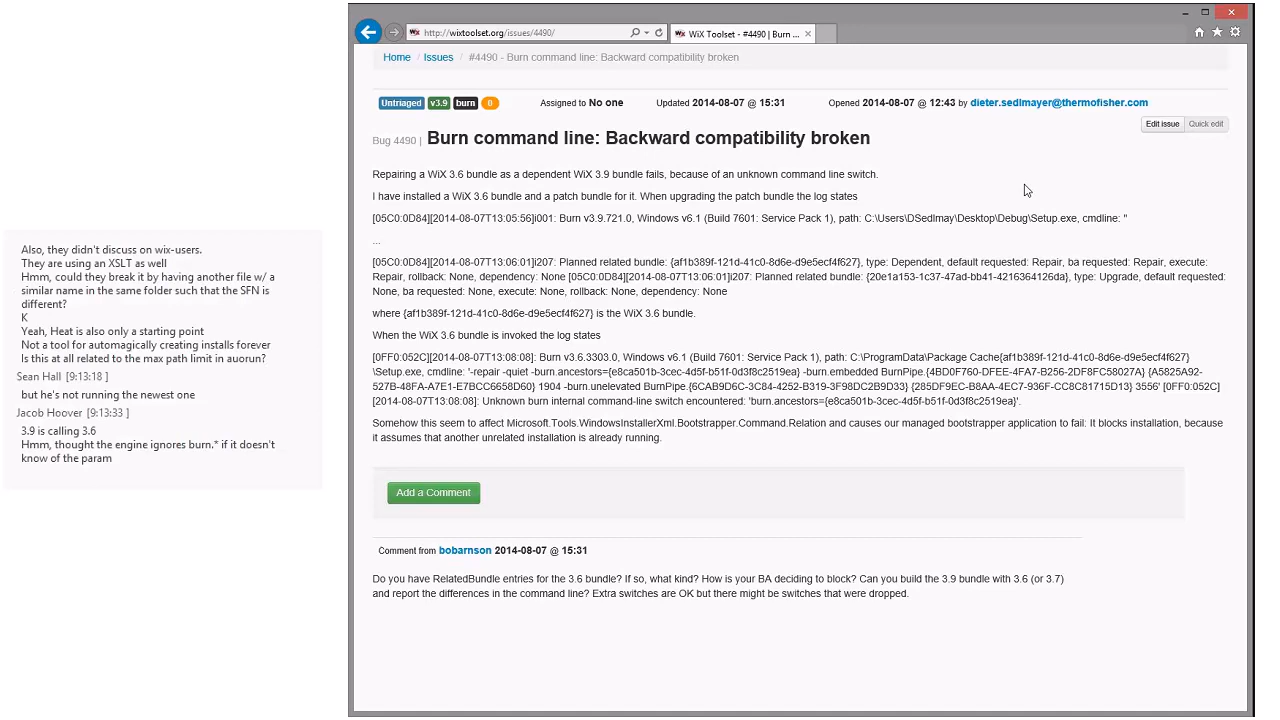 Also, they didn't discuss on wix-users.
They are using an XSLT as well
Hmm, could they break it by having another file w/ a
similar name in the same folder such that the SFN is
different?
K
Yeah, Heat is also only a starting point
Not a tool for automagically creating installs forever
Is this at all related to the max path limit in auorun?
Sean Hall [9:13:18 ]
but he's not running the newest one
Jacob Hoover [9:13:33 ]
3.9 is calling 3.6
Hmm, thought the engine ignores burn.* if it doesn't
know of the param
http://wixtoolset.org/issues/4490/
WiX Toolset - #4490 | Burn ...
Home / Issues / #4490 - Burn command line: Backward compatibility broken
Untriaged v3.9 burn 0 Assigned to No one Updated 2014-08-07 @ 15:31 Opened 2014-08-07 @ 12:43 by dieter.sedlmayer@thermofisher.com
Edit issue Quick edit
Bug 4490 | Burn command line: Backward compatibility broken
Repairing a WiX 3.6 bundle as a dependent WiX 3.9 bundle fails, because of an unknown command line switch.
I have installed a WiX 3.6 bundle and a patch bundle for it. When upgrading the patch bundle the log states
[05C0:0D84][2014-08-07T13:05:56]i001: Burn v3.9.721.0, Windows v6.1 (Build 7601: Service Pack 1), path: C:\Users\DSedlmay\Desktop\Debug\Setup.exe, cmdline: "
...
[05C0:0D84][2014-08-07T13:06:01]i207: Planned related bundle: {af1b389f-121d-41c0-8d6e-d9e5ecf4f627}, type: Dependent, default requested: Repair, ba requested: Repair, execute:
Repair, rollback: None, dependency: None [05C0:0D84][2014-08-07T13:06:01]i207: Planned related bundle: {20e1a153-1c37-47ad-bb41-4216364126da}, type: Upgrade, default requested:
None, ba requested: None, execute: None, rollback: None, dependency: None
where {af1b389f-121d-41c0-8d6e-d9e5ecf4f627} is the WiX 3.6 bundle.
When the WiX 3.6 bundle is invoked the log states
[0FF0:052C][2014-08-07T13:08:08]: Burn v3.6.3303.0, Windows v6.1 (Build 7601: Service Pack 1), path: C:\ProgramData\Package Cache{af1b389f-121d-41c0-8d6e-d9e5ecf4f627}
\Setup.exe, cmdline: '-repair -quiet -burn.ancestors={e8ca501b-3cec-4d5f-b51f-0d3f8c2519ea} -burn.embedded BurnPipe.{4BD0F760-DFEE-4FA7-B256-2DF8FC58027A} {A5825A92-
527B-48FA-A7E1-E7BCC6658D60} 1904 -burn.unelevated BurnPipe.{6CAB9D6C-3C84-4252-B319-3F98DC2B9D33} {285DF9EC-B8AA-4EC7-936F-CC8C81715D13} 3556' [0FF0:052C]
[2014-08-07T13:08:08]: Unknown burn internal command-line switch encountered: 'burn.ancestors={e8ca501b-3cec-4d5f-b51f-0d3f8c2519ea}'.
Somehow this seem to affect Microsoft.Tools.WindowsInstallerXml.Bootstrapper.Command.Relation and causes our managed bootstrapper application to fail: It blocks installation, because
it assumes that another unrelated installation is already running.
Add a Comment
Comment from bobarnson 2014-08-07 @ 15:31
Do you have RelatedBundle entries for the 3.6 bundle? If so, what kind? How is your BA deciding to block? Can you build the 3.9 bundle with 3.6 (or 3.7)
and report the differences in the command line? Extra switches are OK but there might be switches that were dropped.